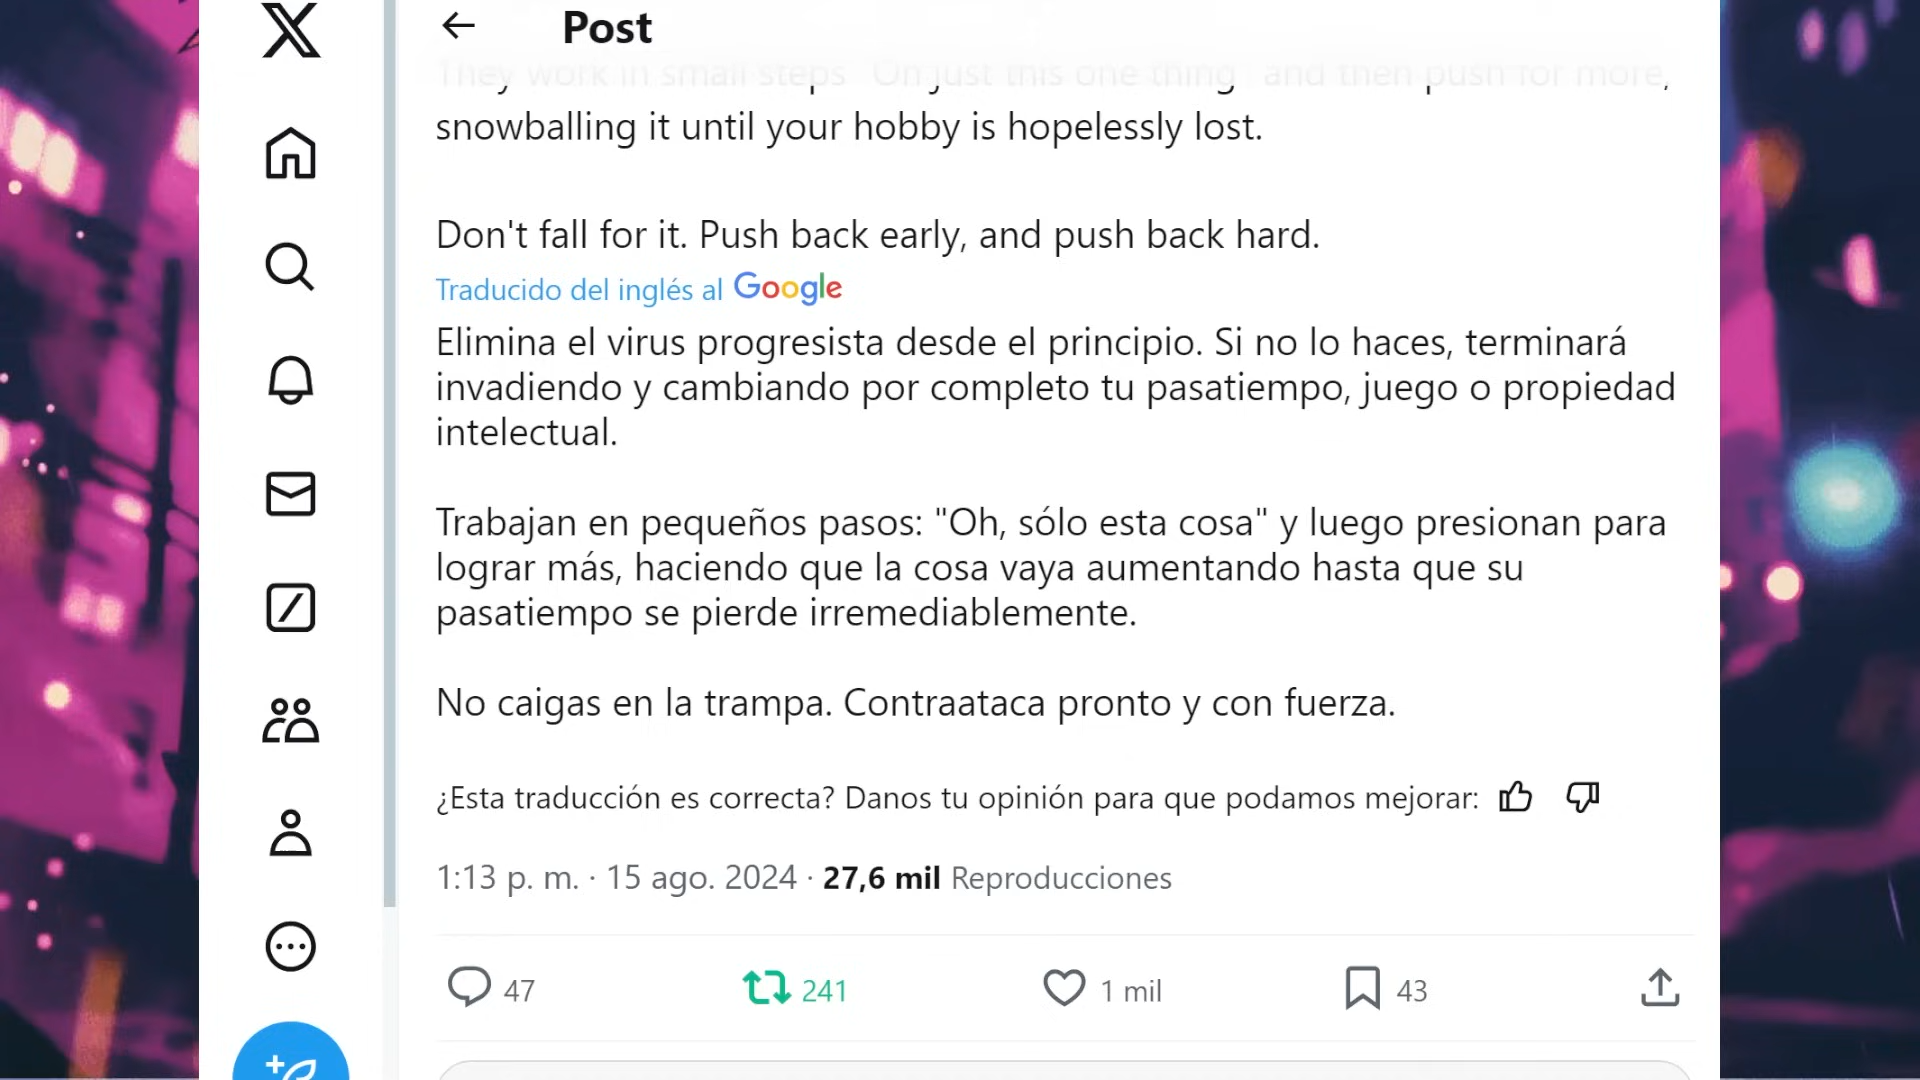 Post
They work in small steps "Oh just this one thing" and then push for more,
snowballing it until your hobby is hopelessly lost.
Don't fall for it. Push back early, and push back hard.
Traducido del inglés al Google
Elimina el virus progresista desde el principio. Si no lo haces, terminará
invadiendo y cambiando por completo tu pasatiempo, juego o propiedad
intelectual.
Trabajan en pequeños pasos: "Oh, sólo esta cosa" y luego presionan para
lograr más, haciendo que la cosa vaya aumentando hasta que su
pasatiempo se pierde irremediablemente.
No caigas en la trampa. Contraataca pronto y con fuerza.
¿Esta traducción es correcta? Danos tu opinión para que podamos mejorar:
1:13 p. m. · 15 ago. 2024 · 27,6 mil Reproducciones
47 241 1 mil 43